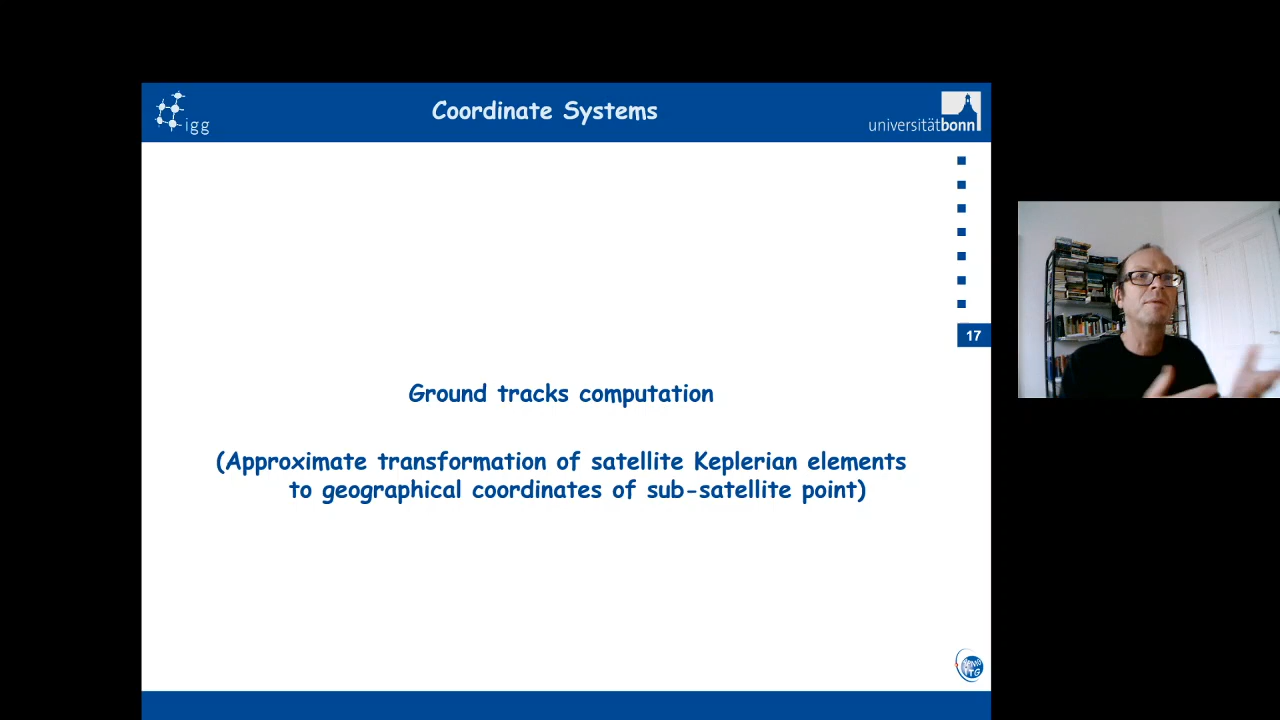 Coordinate Systems
igg
universitätbonn
17
Ground tracks computation
(Approximate transformation of satellite Keplerian elements
to geographical coordinates of sub-satellite point)